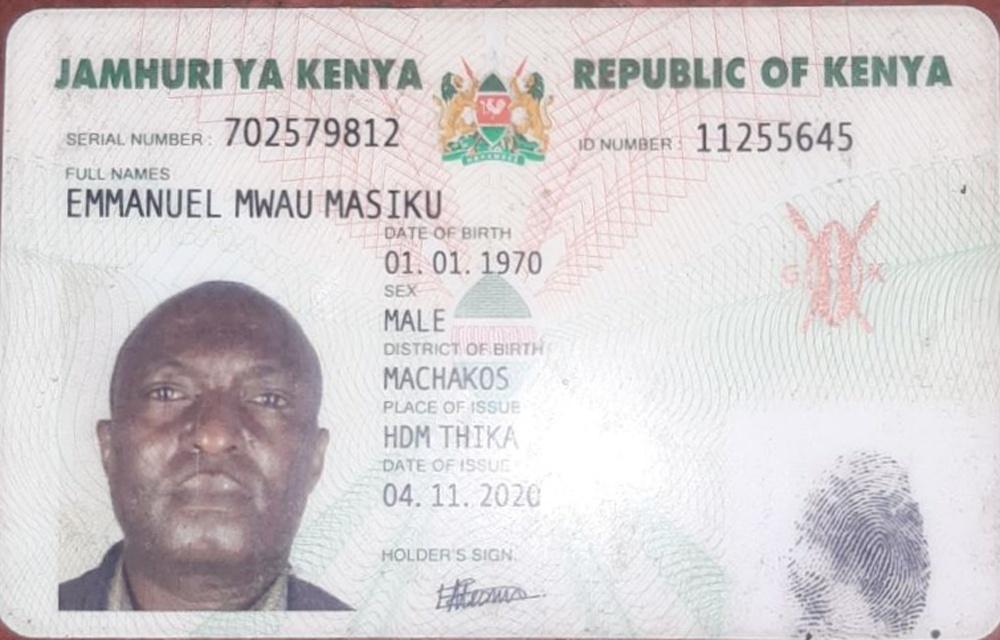 JAMHURI YA KENYA REPUBLIC OF KENYA
SERIAL NUMBER : 702579812 ID NUMBER : 11255645
FULL NAMES
EMMANUEL MWAU MASIKU
DATE OF BIRTH
01. 01. 1970
SEX
MALE
DISTRICT OF BIRTH
MACHAKOS
PLACE OF ISSUE
HDM THIKA
DATE OF ISSUE
04. 11. 2020
HOLDER'S SIGN.
G K